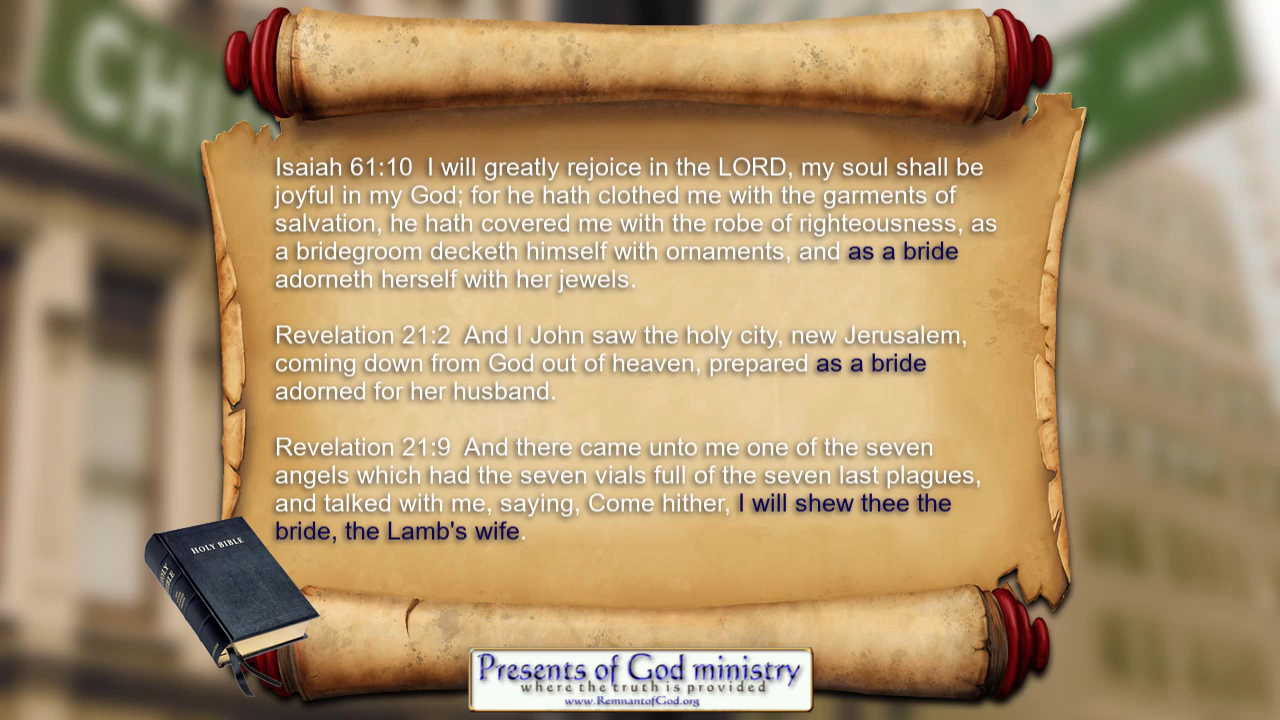 CHU
AVE
Isaiah 61:10  I will greatly rejoice in the LORD, my soul shall be
joyful in my God; for he hath clothed me with the garments of
salvation, he hath covered me with the robe of righteousness, as
a bridegroom decketh himself with ornaments, and as a bride
adorneth herself with her jewels.
Revelation 21:2  And I John saw the holy city, new Jerusalem,
coming down from God out of heaven, prepared as a bride
adorned for her husband.
Revelation 21:9  And there came unto me one of the seven
angels which had the seven vials full of the seven last plagues,
and talked with me, saying, Come hither, I will shew thee the
bride, the Lamb's wife.
HOLY BIBLE
HOLY BIBLE
Presents of God ministry
where the truth is provided
www.RemnantofGod.org